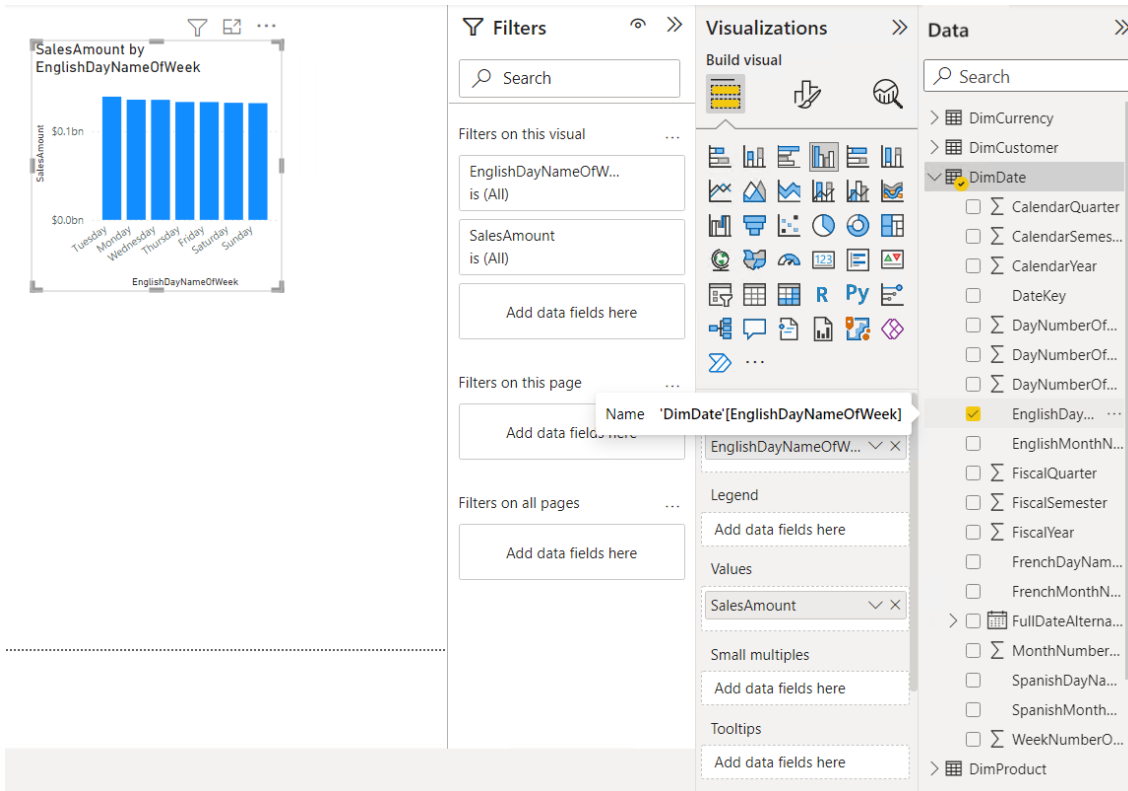 SalesAmount by
EnglishDayNameOfWeek
SalesAmount
$0.1bn
$0.0bn
Tuesday
Monday
Wednesday
Thursday
Friday
Saturday
Sunday
EnglishDayNameOfWeek
Filters
Search
Filters on this visual
...
EnglishDayNameOfW...
is (All)
SalesAmount
is (All)
Add data fields here
Filters on this page
...
Add data fields here
Filters on all pages
...
Add data fields here
Visualizations
Build visual
123
R
Py
...
Name 'DimDate'[EnglishDayNameOfWeek]
EnglishDayNameOfW...
Legend
Add data fields here
Values
SalesAmount
Small multiples
Add data fields here
Tooltips
Add data fields here
Data
Search
DimCurrency
DimCustomer
DimDate
∑ CalendarQuarter
∑ CalendarSemes...
∑ CalendarYear
DateKey
∑ DayNumberOf...
∑ DayNumberOf...
∑ DayNumberOf...
EnglishDay... ...
EnglishMonthN...
∑ FiscalQuarter
∑ FiscalSemester
∑ FiscalYear
FrenchDayNam...
FrenchMonthN...
FullDateAlterna...
∑ MonthNumber...
SpanishDayNa...
SpanishMonth...
∑ WeekNumberO...
DimProduct